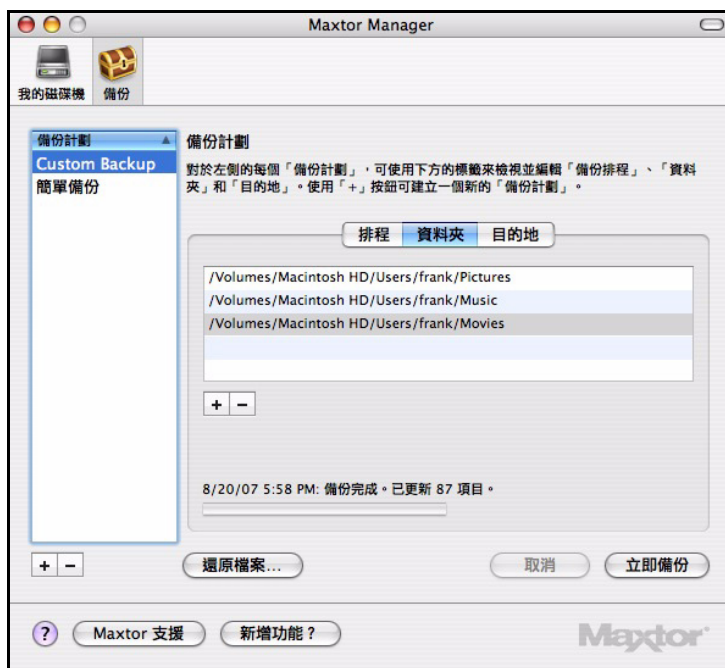 Maxtor Manager
我的磁碟機
備份
備份計劃
Custom Backup
簡單備份
備份計劃
對於左側的每個「備份計劃」，可使用下方的標籤來檢視並編輯「備份排程」、「資料
夾」和「目的地」。使用「+」按鈕可建立一個新的「備份計劃」。
排程 資料夾 目的地
/Volumes/Macintosh HD/Users/frank/Pictures
/Volumes/Macintosh HD/Users/frank/Music
/Volumes/Macintosh HD/Users/frank/Movies
+ −
8/20/07 5:58 PM: 備份完成。已更新 87 項目。
+ −
還原檔案... 取消 立即備份
? Maxtor 支援 新增功能？ Maxtor